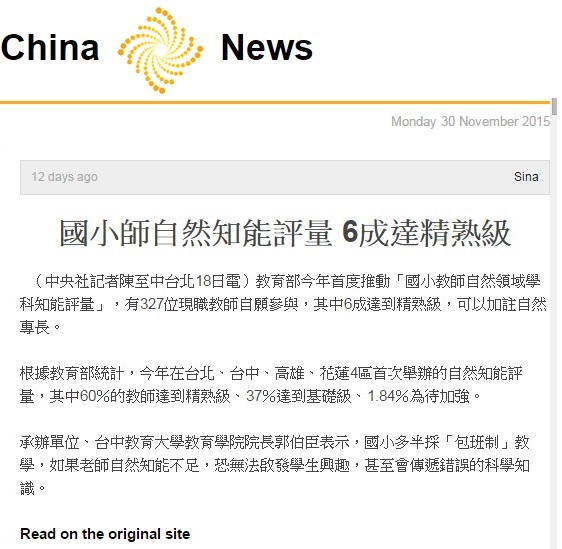 China News
Monday 30 November 2015
12 days ago Sina
國小師自然知能評量 6成達精熟級
（中央社記者陳至中台北18日電）教育部今年首度推動「國小教師自然領域學
科知能評量」，有327位現職教師自願參與，其中6成達到精熟級，可以加註自然
專長。
根據教育部統計，今年在台北、台中、高雄、花蓮4區首次舉辦的自然知能評
量，其中60%的教師達到精熟級、37%達到基礎級、1.84%為待加強。
承辦單位、台中教育大學教育學院院長郭伯臣表示，國小多半採「包班制」教
學，如果老師自然知能不足，恐無法啟發學生興趣，甚至會傳遞錯誤的科學知
識。
Read on the original site